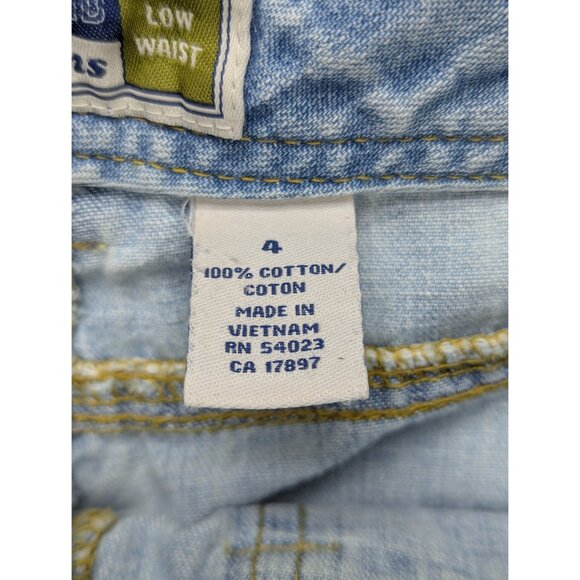 LOW
WAIST
4
100% COTTON/
COTON
MADE IN
VIETNAM
RN 54023
CA 17897